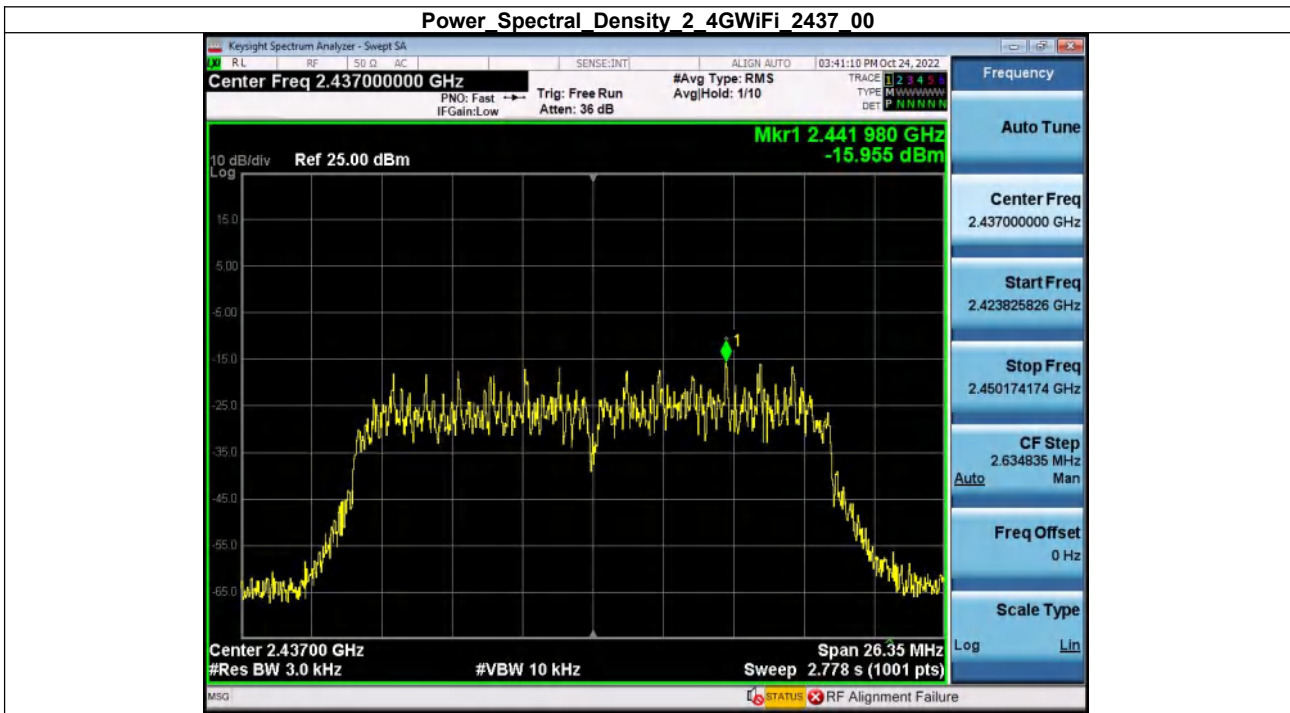 Power_Spectral_Density_2_4GWiFi_2437_00
Keysight Spectrum Analyzer - Swept SA
LXI RL RF 50 Ω AC SENSE:INT ALIGN AUTO 03:41:10 PM Oct 24, 2022
Center Freq 2.437000000 GHz
PNO: Fast
IFGain:Low
Trig: Free Run
Atten: 36 dB
#Avg Type: RMS
Avg|Hold: 1/10
TRACE 1 2 3 4 5 6
TYPE M W W W W W
DET P N N N N N
Mkr1 2.441 980 GHz
-15.955 dBm
10 dB/div Ref 25.00 dBm
Log
15.0
5.00
-5.00
-15.0
-25.0
-35.0
-45.0
-55.0
-65.0
1
Center 2.43700 GHz Span 26.35 MHz
#Res BW 3.0 kHz #VBW 10 kHz Sweep 2.778 s (1001 pts)
MSG STATUS RF Alignment Failure
Frequency
Auto Tune
Center Freq
2.437000000 GHz
Start Freq
2.423825826 GHz
Stop Freq
2.450174174 GHz
CF Step
2.634835 MHz
Auto Man
Freq Offset
0 Hz
Scale Type
Log Lin